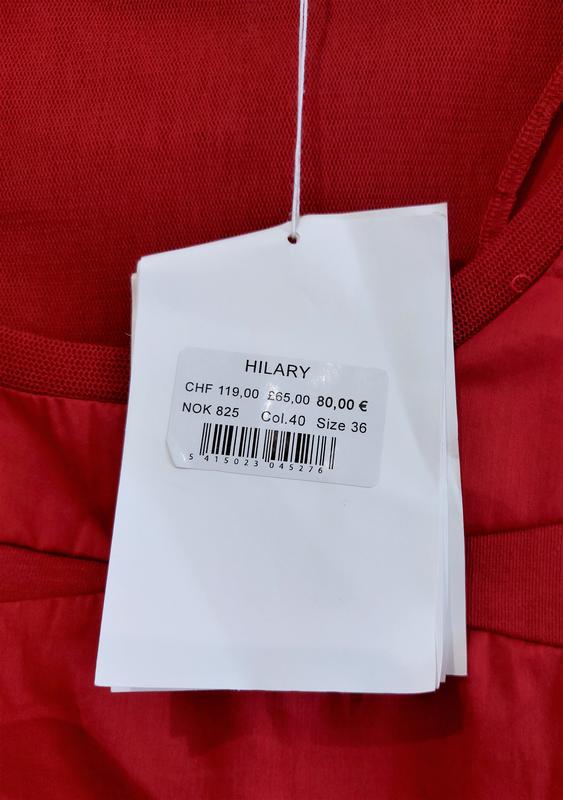 HILARY
CHF 119,00 £65,00 80,00 €
NOK 825 Col.40 Size 36
5 415023 045276